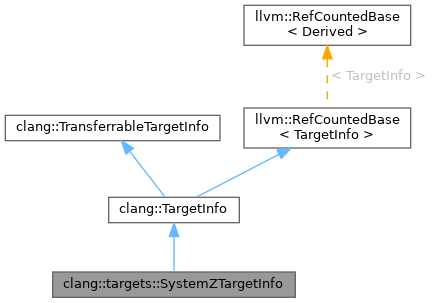 llvm::RefCountedBase
< Derived >
< TargetInfo >
clang::TransferrableTargetInfo
llvm::RefCountedBase
< TargetInfo >
clang::TargetInfo
clang::targets::SystemZTargetInfo